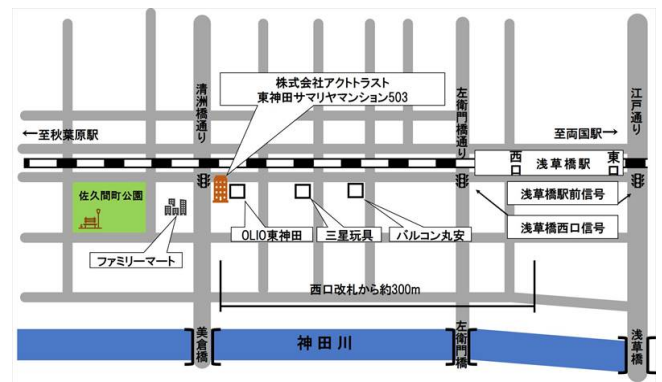 株式会社アクトトラスト
東神田サマリヤマンション503
清洲橋通り
左衛門橋通り
江戸通り
←至秋葉原駅
至両国駅→
西口
浅草橋駅
東口
佐久間町公園
浅草橋駅前信号
浅草橋西口信号
OLIO東神田
三星玩具
バルコン丸安
ファミリーマート
西口改札から約300m
美倉橋
神田川
左衛門橋
浅草橋